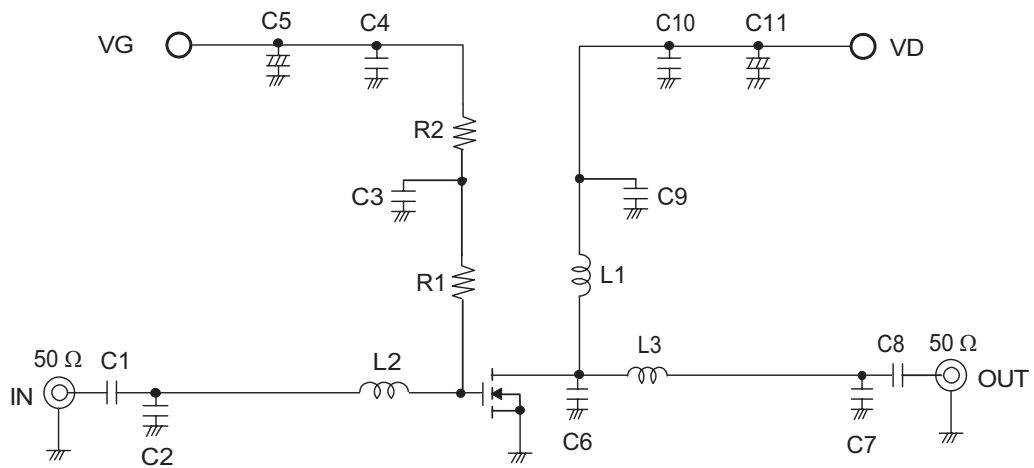 C5 C4 C10 C11
VG VD
R2
C3 C9
R1 L1
50 Ω C1 L2 L3 C8 50 Ω
IN OUT
C2 C6 C7